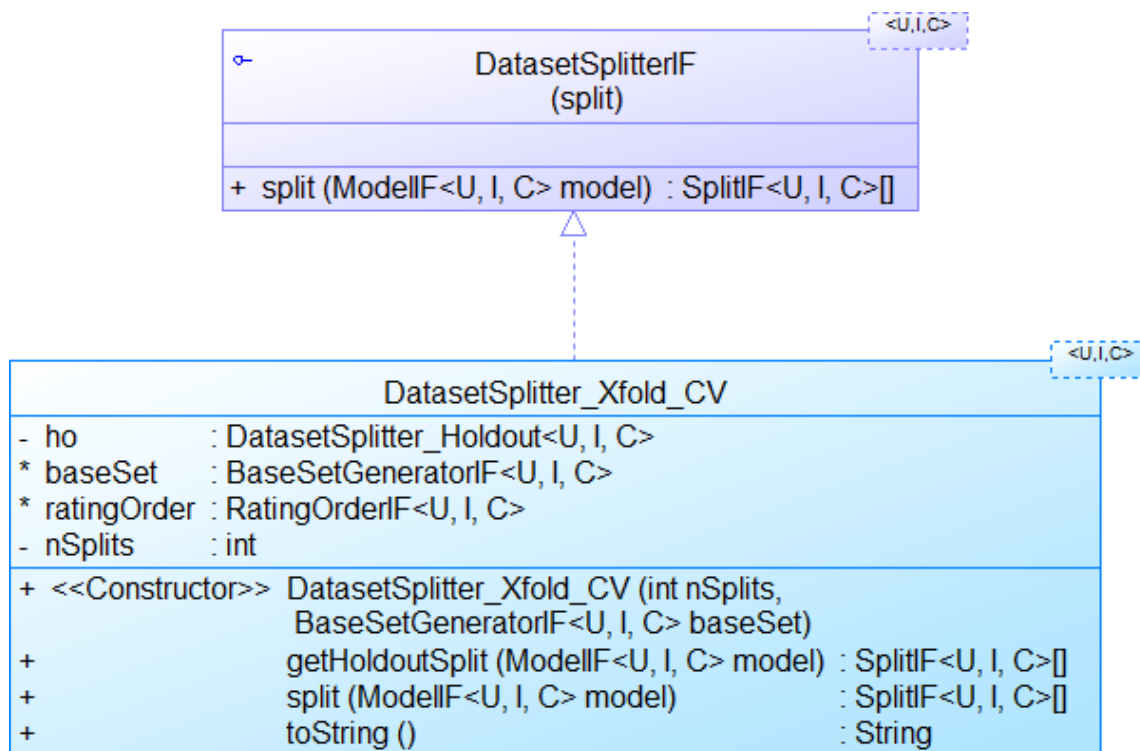 <U,I,C>
DatasetSplitterIF
(split)
+ split (ModelIF<U, I, C> model) : SplitIF<U, I, C>[]
<U,I,C>
DatasetSplitter_Xfold_CV
- ho : DatasetSplitter_Holdout<U, I, C>
* baseSet : BaseSetGeneratorIF<U, I, C>
* ratingOrder : RatingOrderIF<U, I, C>
- nSplits : int
+ <<Constructor>> DatasetSplitter_Xfold_CV (int nSplits,
BaseSetGeneratorIF<U, I, C> baseSet)
+ getHoldoutSplit (ModelIF<U, I, C> model) : SplitIF<U, I, C>[]
+ split (ModelIF<U, I, C> model) : SplitIF<U, I, C>[]
+ toString () : String